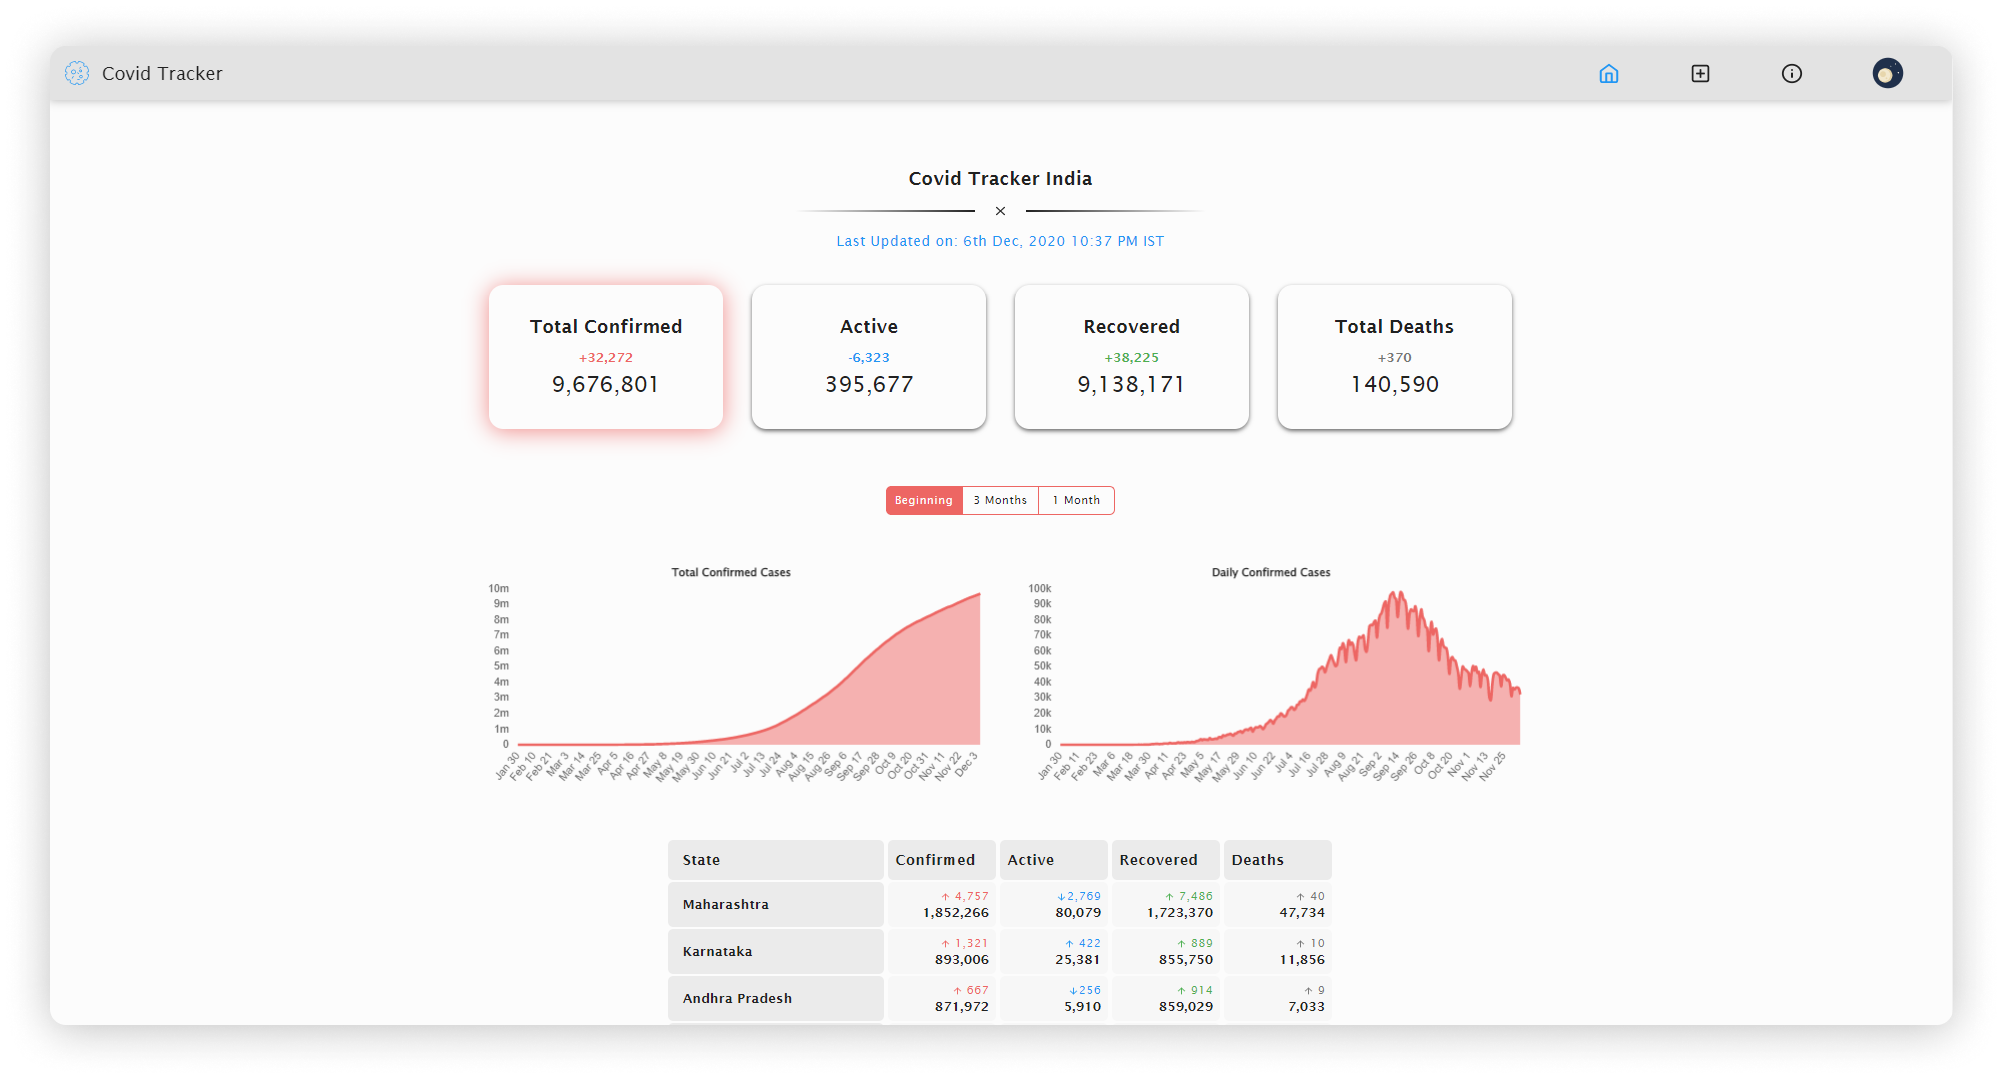 Covid Tracker
Covid Tracker India
Last Updated on: 6th Dec, 2020 10:37 PM IST
Total Confirmed
+32,272
9,676,801
Active
-6,323
395,677
Recovered
+38,225
9,138,171
Total Deaths
+370
140,590
Beginning 3 Months 1 Month
Total Confirmed Cases
10m
9m
8m
7m
6m
5m
4m
3m
2m
1m
0
Jan 30 Feb 10 Feb 21 Mar 3 Mar 14 Mar 25 Apr 5 Apr 16 Apr 27 May 8 May 19 May 30 Jun 10 Jun 21 Jul 2 Jul 13 Jul 24 Aug 4 Aug 15 Aug 26 Sep 6 Sep 17 Sep 28 Oct 9 Oct 20 Oct 31 Nov 11 Nov 22 Dec 3
Daily Confirmed Cases
100k
90k
80k
70k
60k
50k
40k
30k
20k
10k
0
Jan 30 Feb 11 Feb 23 Mar 6 Mar 18 Mar 30 Apr 11 Apr 23 May 5 May 17 May 29 Jun 10 Jun 22 Jul 4 Jul 16 Jul 28 Aug 9 Aug 21 Sep 2 Sep 14 Sep 26 Oct 8 Oct 20 Nov 1 Nov 13 Nov 25
State Confirmed Active Recovered Deaths
↑ 4,757 ↓2,769 ↑ 7,486 ↑ 40
Maharashtra 1,852,266 80,079 1,723,370 47,734
↑ 1,321 ↑ 422 ↑ 889 ↑ 10
Karnataka 893,006 25,381 855,750 11,856
↑ 667 ↓256 ↑ 914 ↑ 9
Andhra Pradesh 871,972 5,910 859,029 7,033